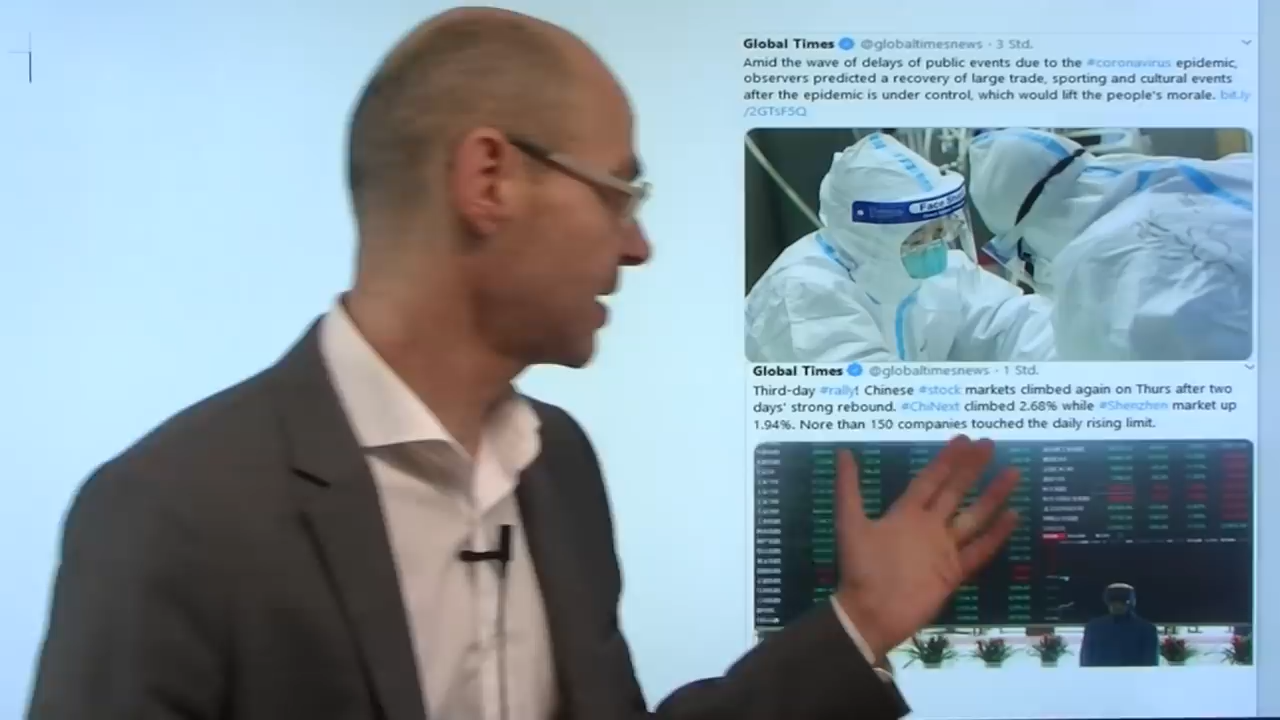 Global Times @globaltimesnews · 3 Std.
Amid the wave of delays of public events due to the #coronavirus epidemic,
observers predicted a recovery of large trade, sporting and cultural events
after the epidemic is under control, which would lift the people's morale. bit.ly
/2GTsF5Q
Face Shield
Global Times @globaltimesnews · 1 Std.
Third-day #rally! Chinese #stock markets climbed again on Thurs after two
days' strong rebound. #ChiNext climbed 2.68% while #Shenzhen market up
1.94%. Nore than 150 companies touched the daily rising limit.